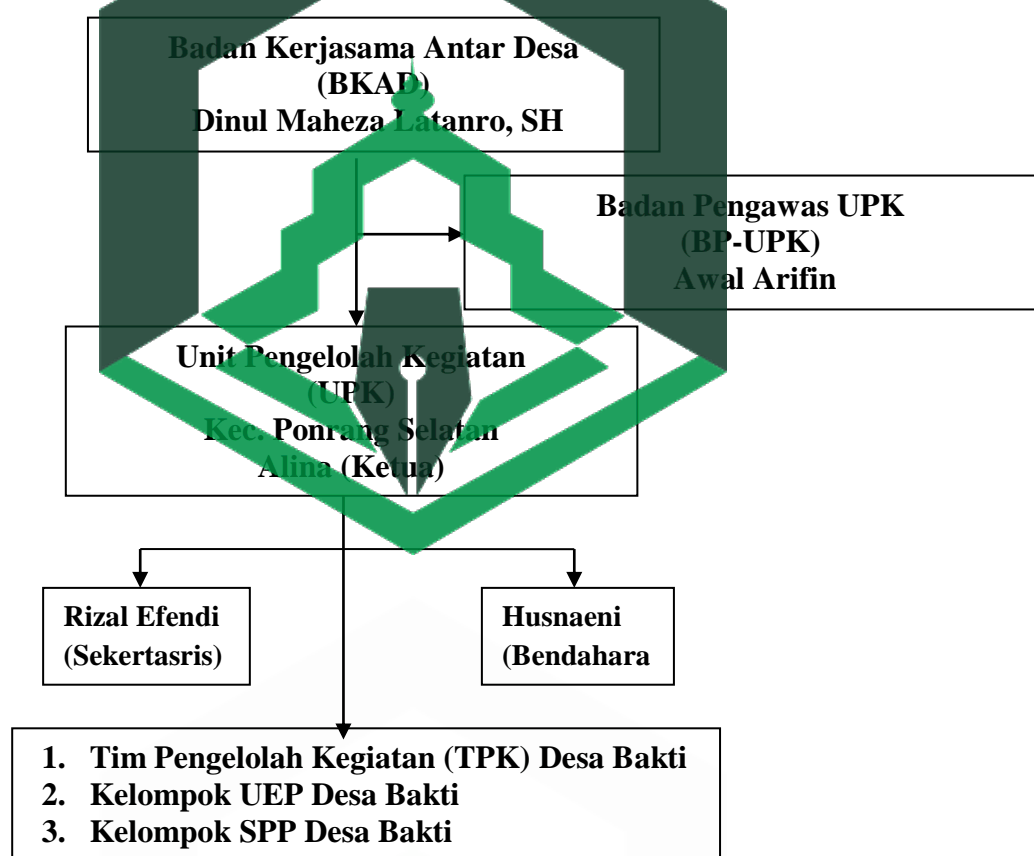 Badan Kerjasama Antar Desa
(BKAD)
Dinul Maheza Latanro, SH
Badan Pengawas UPK
(BP-UPK)
Awal Arifin
Unit Pengelolah Kegiatan
(UPK)
Kec. Ponrang Selatan
Alina (Ketua)
Rizal Efendi
(Sekertasris)
Husnaeni
(Bendahara
1. Tim Pengelolah Kegiatan (TPK) Desa Bakti
2. Kelompok UEP Desa Bakti
3. Kelompok SPP Desa Bakti